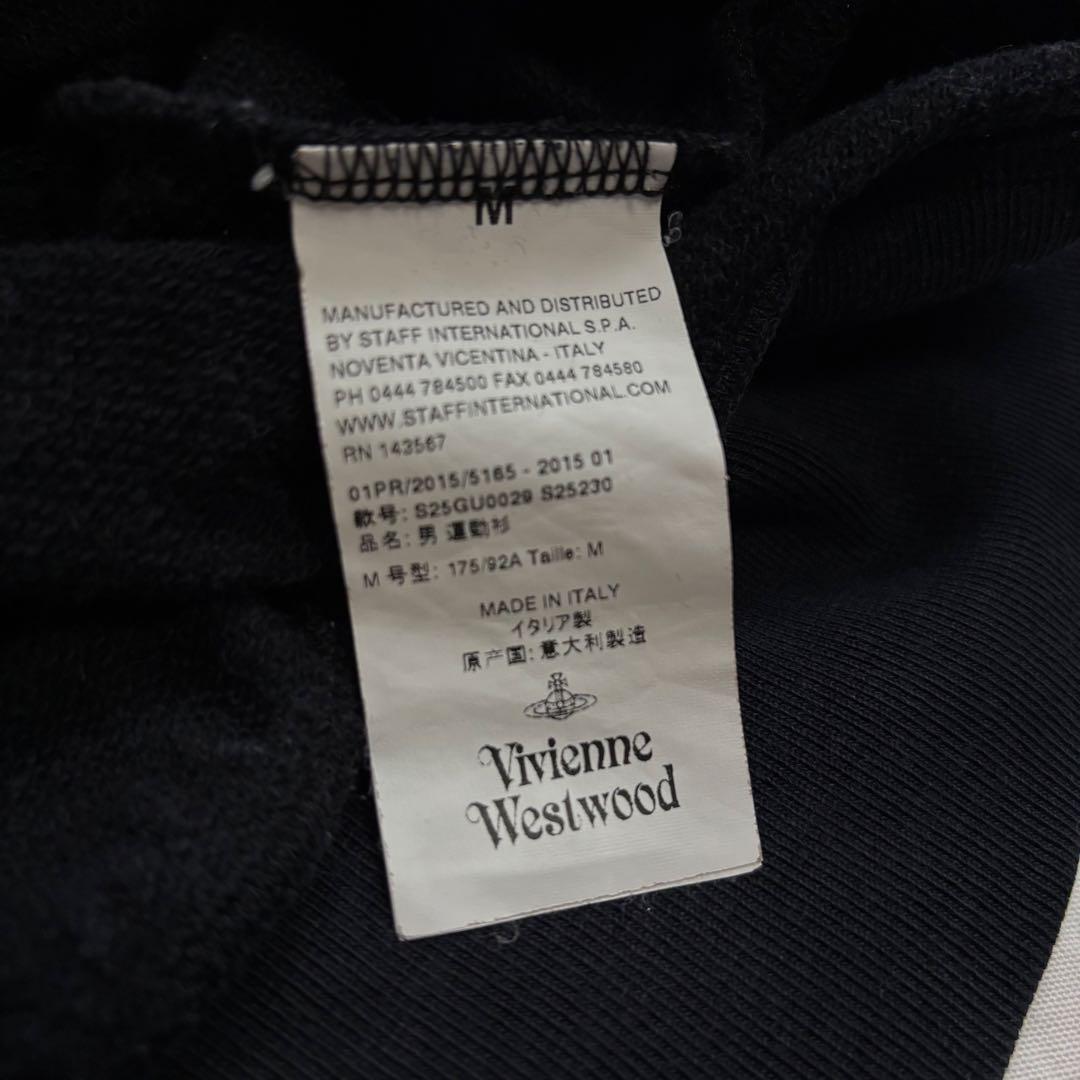 M
MANUFACTURED AND DISTRIBUTED
BY STAFF INTERNATIONAL S.P.A.
NOVENTA VICENTINA - ITALY
PH 0444 784500 FAX 0444 784580
WWW.STAFFINTERNATIONAL.COM
RN 143567
01PR/2015/5165 - 2015 01
款号: S25GU0029 S25230
品名: 男 運動衫
M 号型: 175/92A Taille: M
MADE IN ITALY
イタリア製
原产国: 意大利製造
Vivienne
Westwood